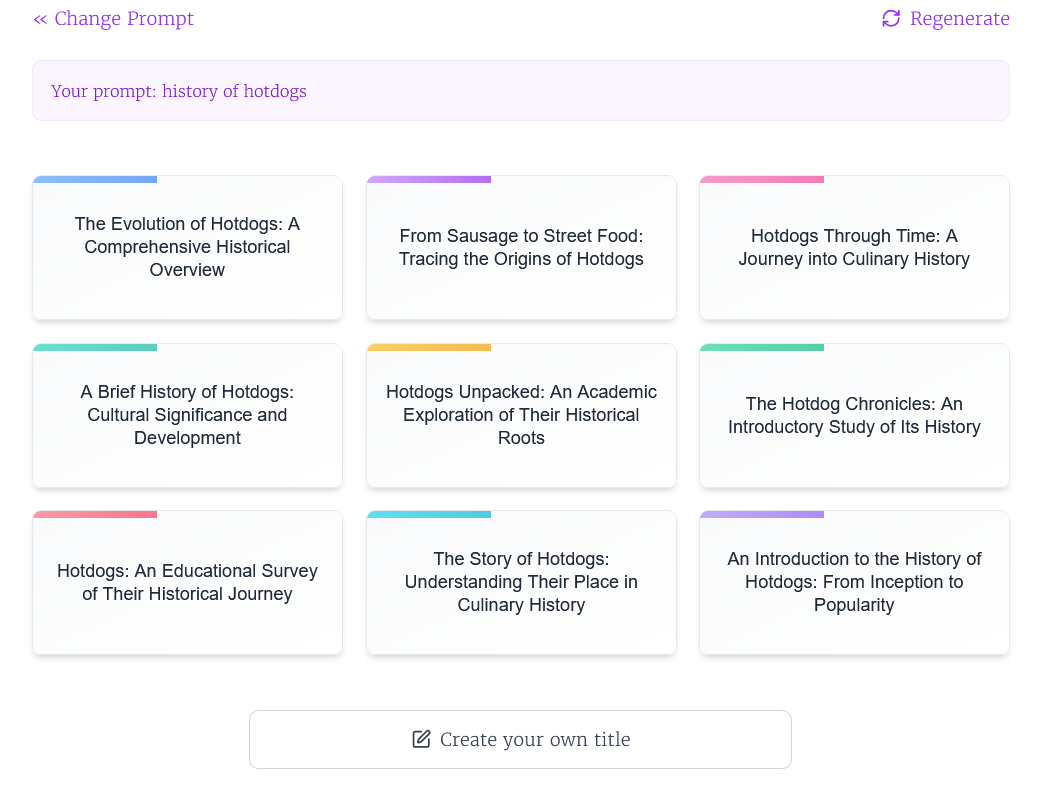 « Change Prompt
Regenerate
Your prompt: history of hotdogs
The Evolution of Hotdogs: A
Comprehensive Historical
Overview
From Sausage to Street Food:
Tracing the Origins of Hotdogs
Hotdogs Through Time: A
Journey into Culinary History
A Brief History of Hotdogs:
Cultural Significance and
Development
Hotdogs Unpacked: An Academic
Exploration of Their Historical
Roots
The Hotdog Chronicles: An
Introductory Study of Its History
Hotdogs: An Educational Survey
of Their Historical Journey
The Story of Hotdogs:
Understanding Their Place in
Culinary History
An Introduction to the History of
Hotdogs: From Inception to
Popularity
Create your own title